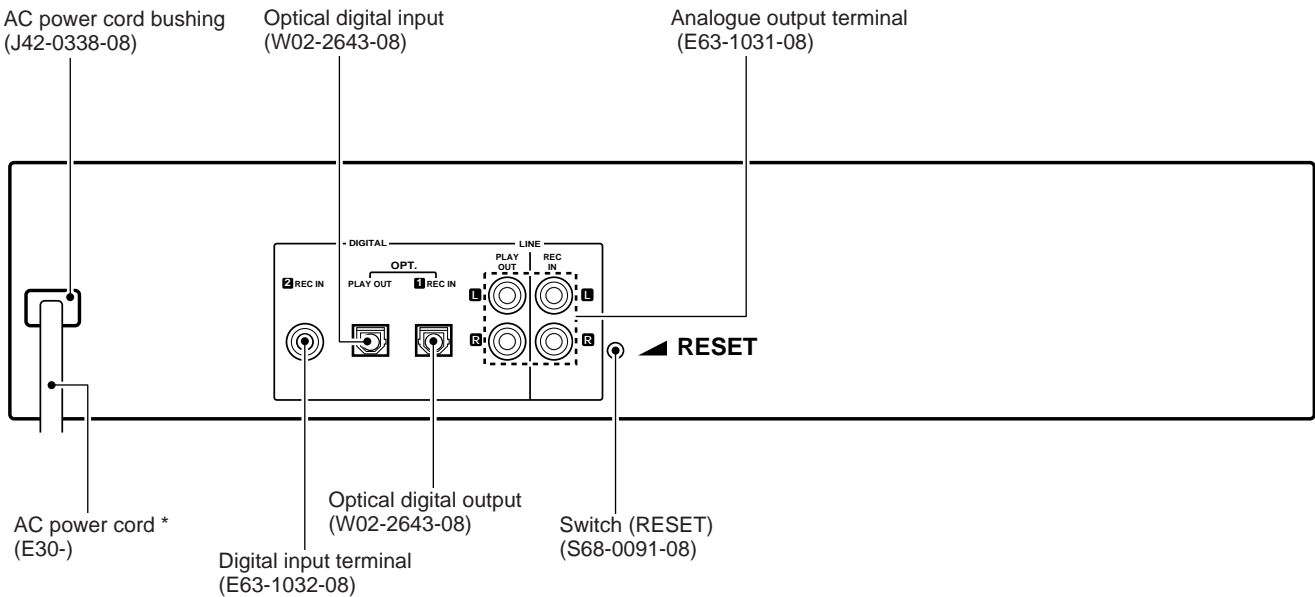 AC power cord bushing
(J42-0338-08)
Optical digital input
(W02-2643-08)
Analogue output terminal
(E63-1031-08)
DIGITAL
LINE
OPT.
PLAY
OUT
REC
IN
2 REC IN
PLAY OUT
1 REC IN
L
L
R
R
RESET
AC power cord *
(E30-)
Digital input terminal
(E63-1032-08)
Optical digital output
(W02-2643-08)
Switch (RESET)
(S68-0091-08)